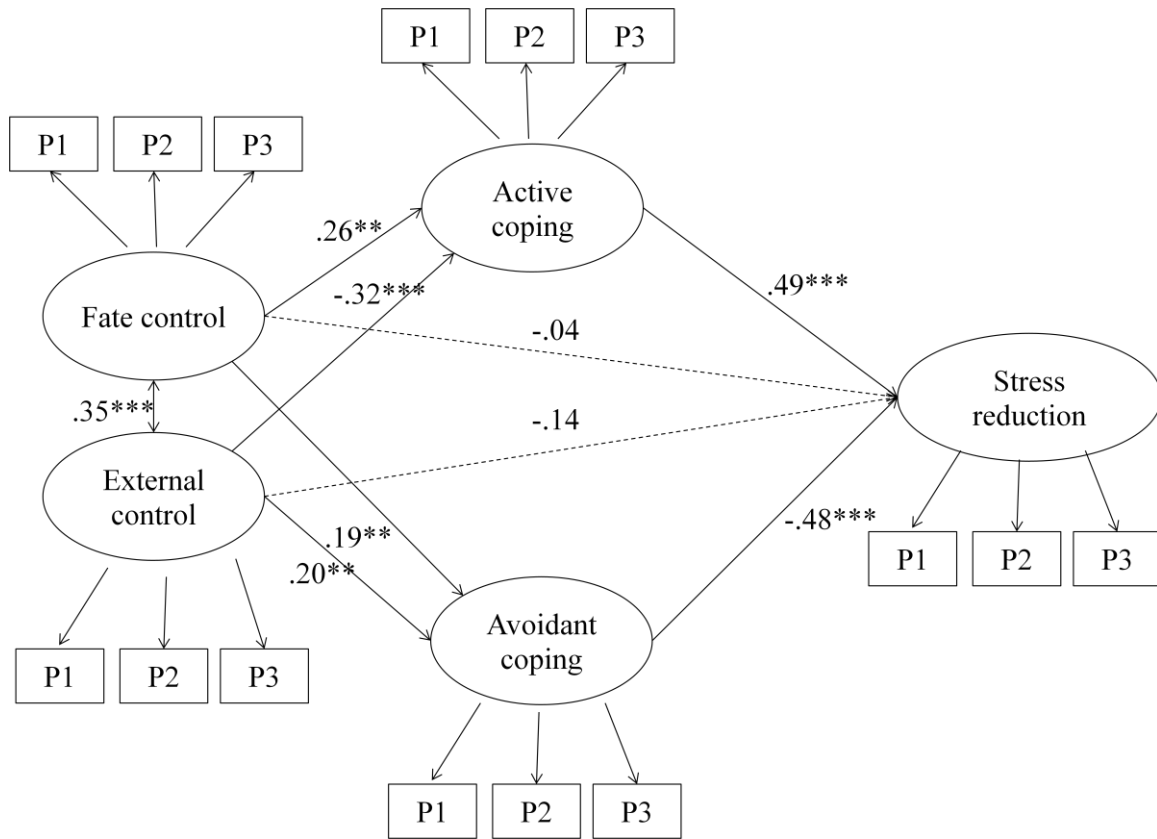 P1 P2 P3
P1 P2 P3
Active
coping
.26**
-.32***
.49***
Fate control
-.04
Stress
reduction
.35***
-.14
External
control
.19**
.20**
-.48***
P1 P2 P3
Avoidant
coping
P1 P2 P3
P1 P2 P3